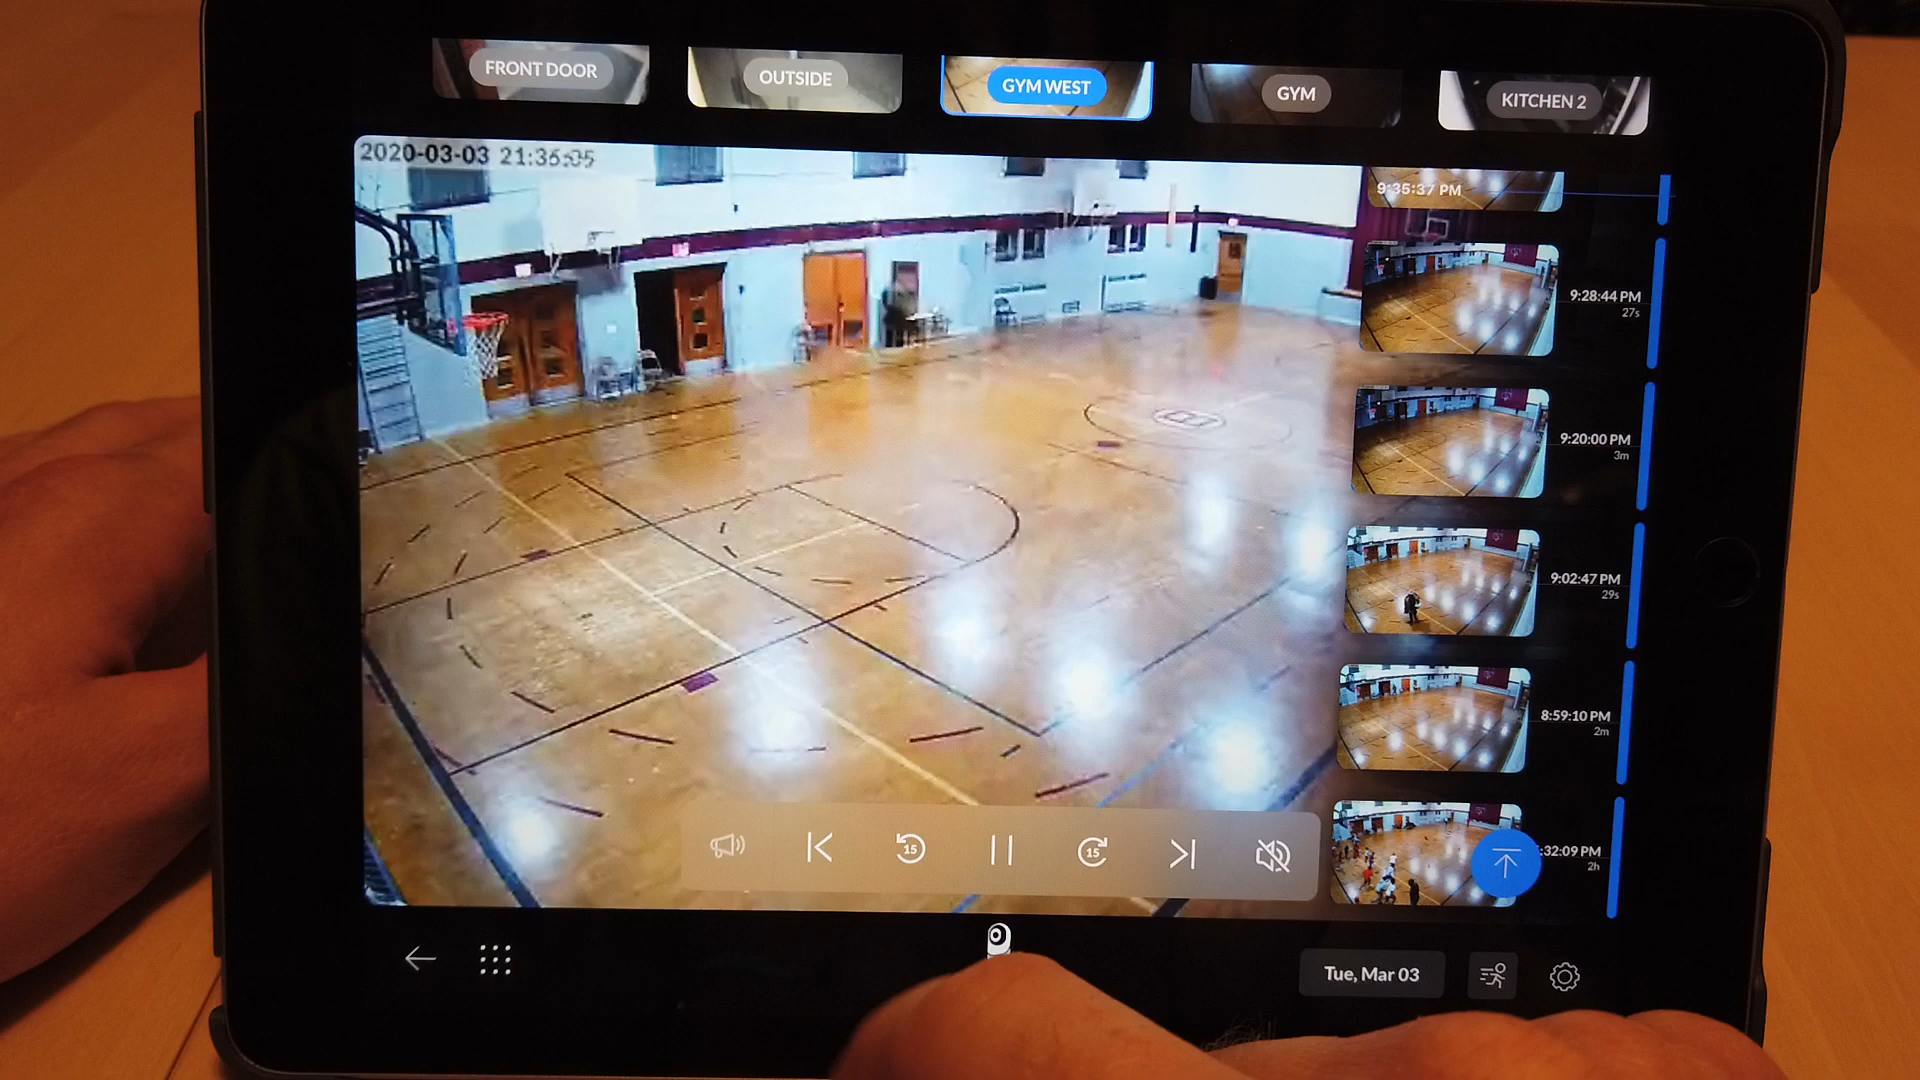 FRONT DOOR
OUTSIDE
GYM WEST
GYM
KITCHEN 2
2020-03-03 21:36:05
9:35:37 PM
9:28:44 PM
27s
9:20:00 PM
3m
9:02:47 PM
29s
8:59:10 PM
2m
:32:09 PM
2h
15
15
Tue, Mar 03